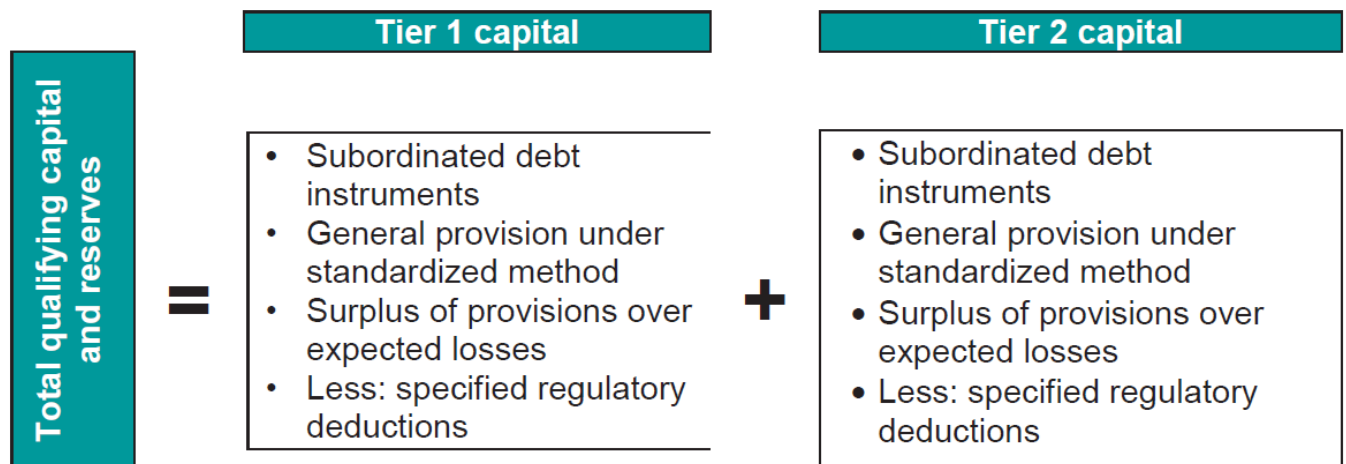 Total qualifying capital
and reserves
=
Tier 1 capital
• Subordinated debt
instruments
• General provision under
standardized method
• Surplus of provisions over
expected losses
• Less: specified regulatory
deductions
+
Tier 2 capital
• Subordinated debt
instruments
• General provision under
standardized method
• Surplus of provisions over
expected losses
• Less: specified regulatory
deductions